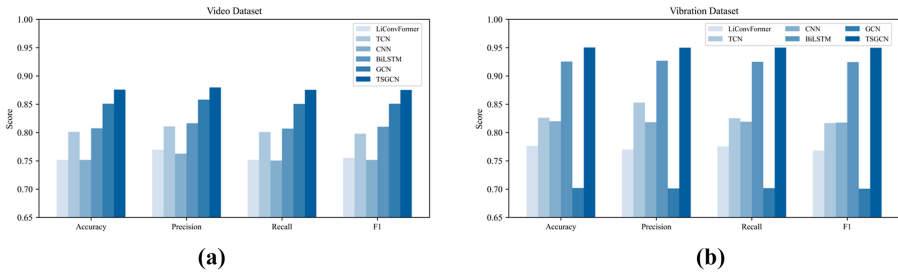 Video Dataset
Score
1.00
0.95
0.90
0.85
0.80
0.75
0.70
0.65
LiConvFormer
TCN
CNN
BiLSTM
GCN
TSGCN
Accuracy Precision Recall F1
(a)
Vibration Dataset
Score
1.00
0.95
0.90
0.85
0.80
0.75
0.70
0.65
LiConvFormer CNN GCN
TCN BiLSTM TSGCN
Accuracy Precision Recall F1
(b)